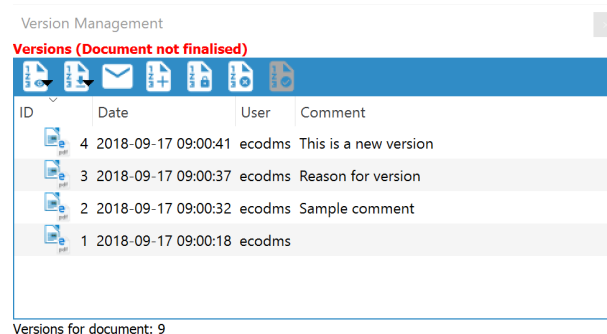 Version Management
Versions (Document not finalised)
ID Date User Comment
4 2018-09-17 09:00:41 ecodms This is a new version
3 2018-09-17 09:00:37 ecodms Reason for version
2 2018-09-17 09:00:32 ecodms Sample comment
1 2018-09-17 09:00:18 ecodms
Versions for document: 9